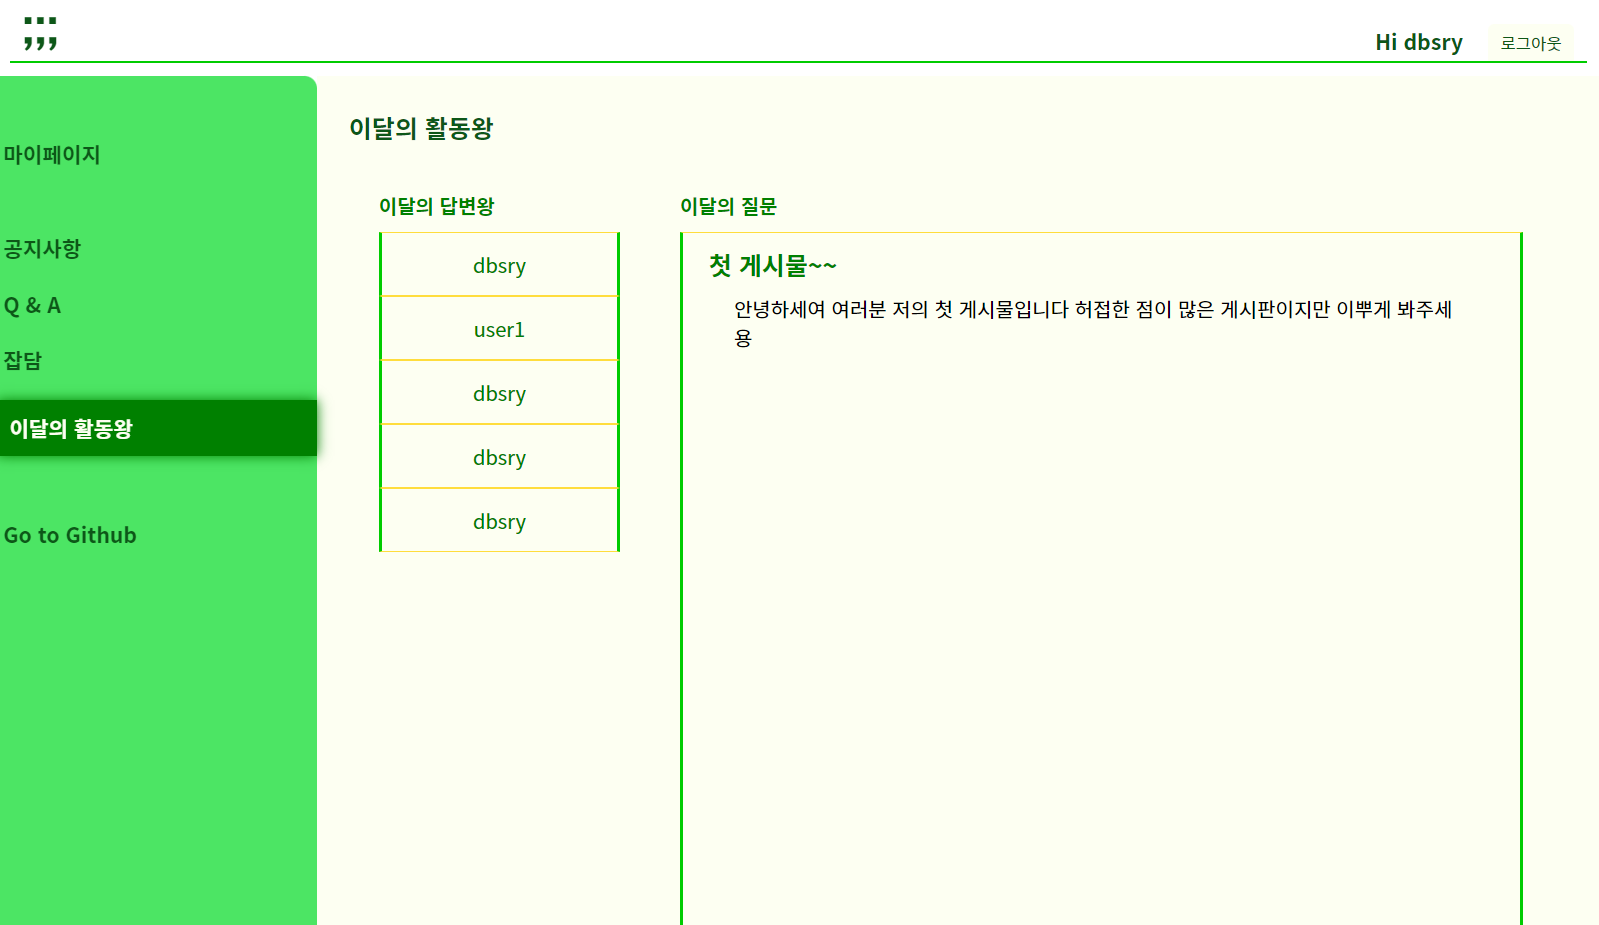 ;;;
Hi dbsry 로그아웃
마이페이지
공지사항
Q & A
잡담
이달의 활동왕
Go to Github
이달의 활동왕
이달의 답변왕
dbsry
user1
dbsry
dbsry
dbsry
이달의 질문
첫 게시물~~
안녕하세여 여러분 저의 첫 게시물입니다 허접한 점이 많은 게시판이지만 이뿌게 봐주세
용